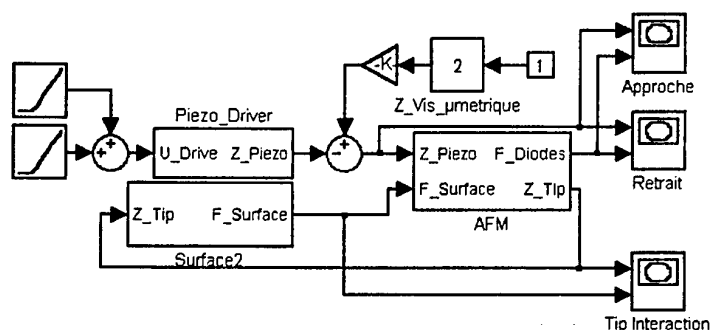 -K-
2
1
Approche
Z_Vis_µmetrique
Piezo_Driver
+
+
+
-
U_Drive Z_Piezo
Z_Piezo F_Diodes
F_Surface Z_Tip
Retrait
AFM
Z_Tip F_Surface
Surface2
Tip Interaction